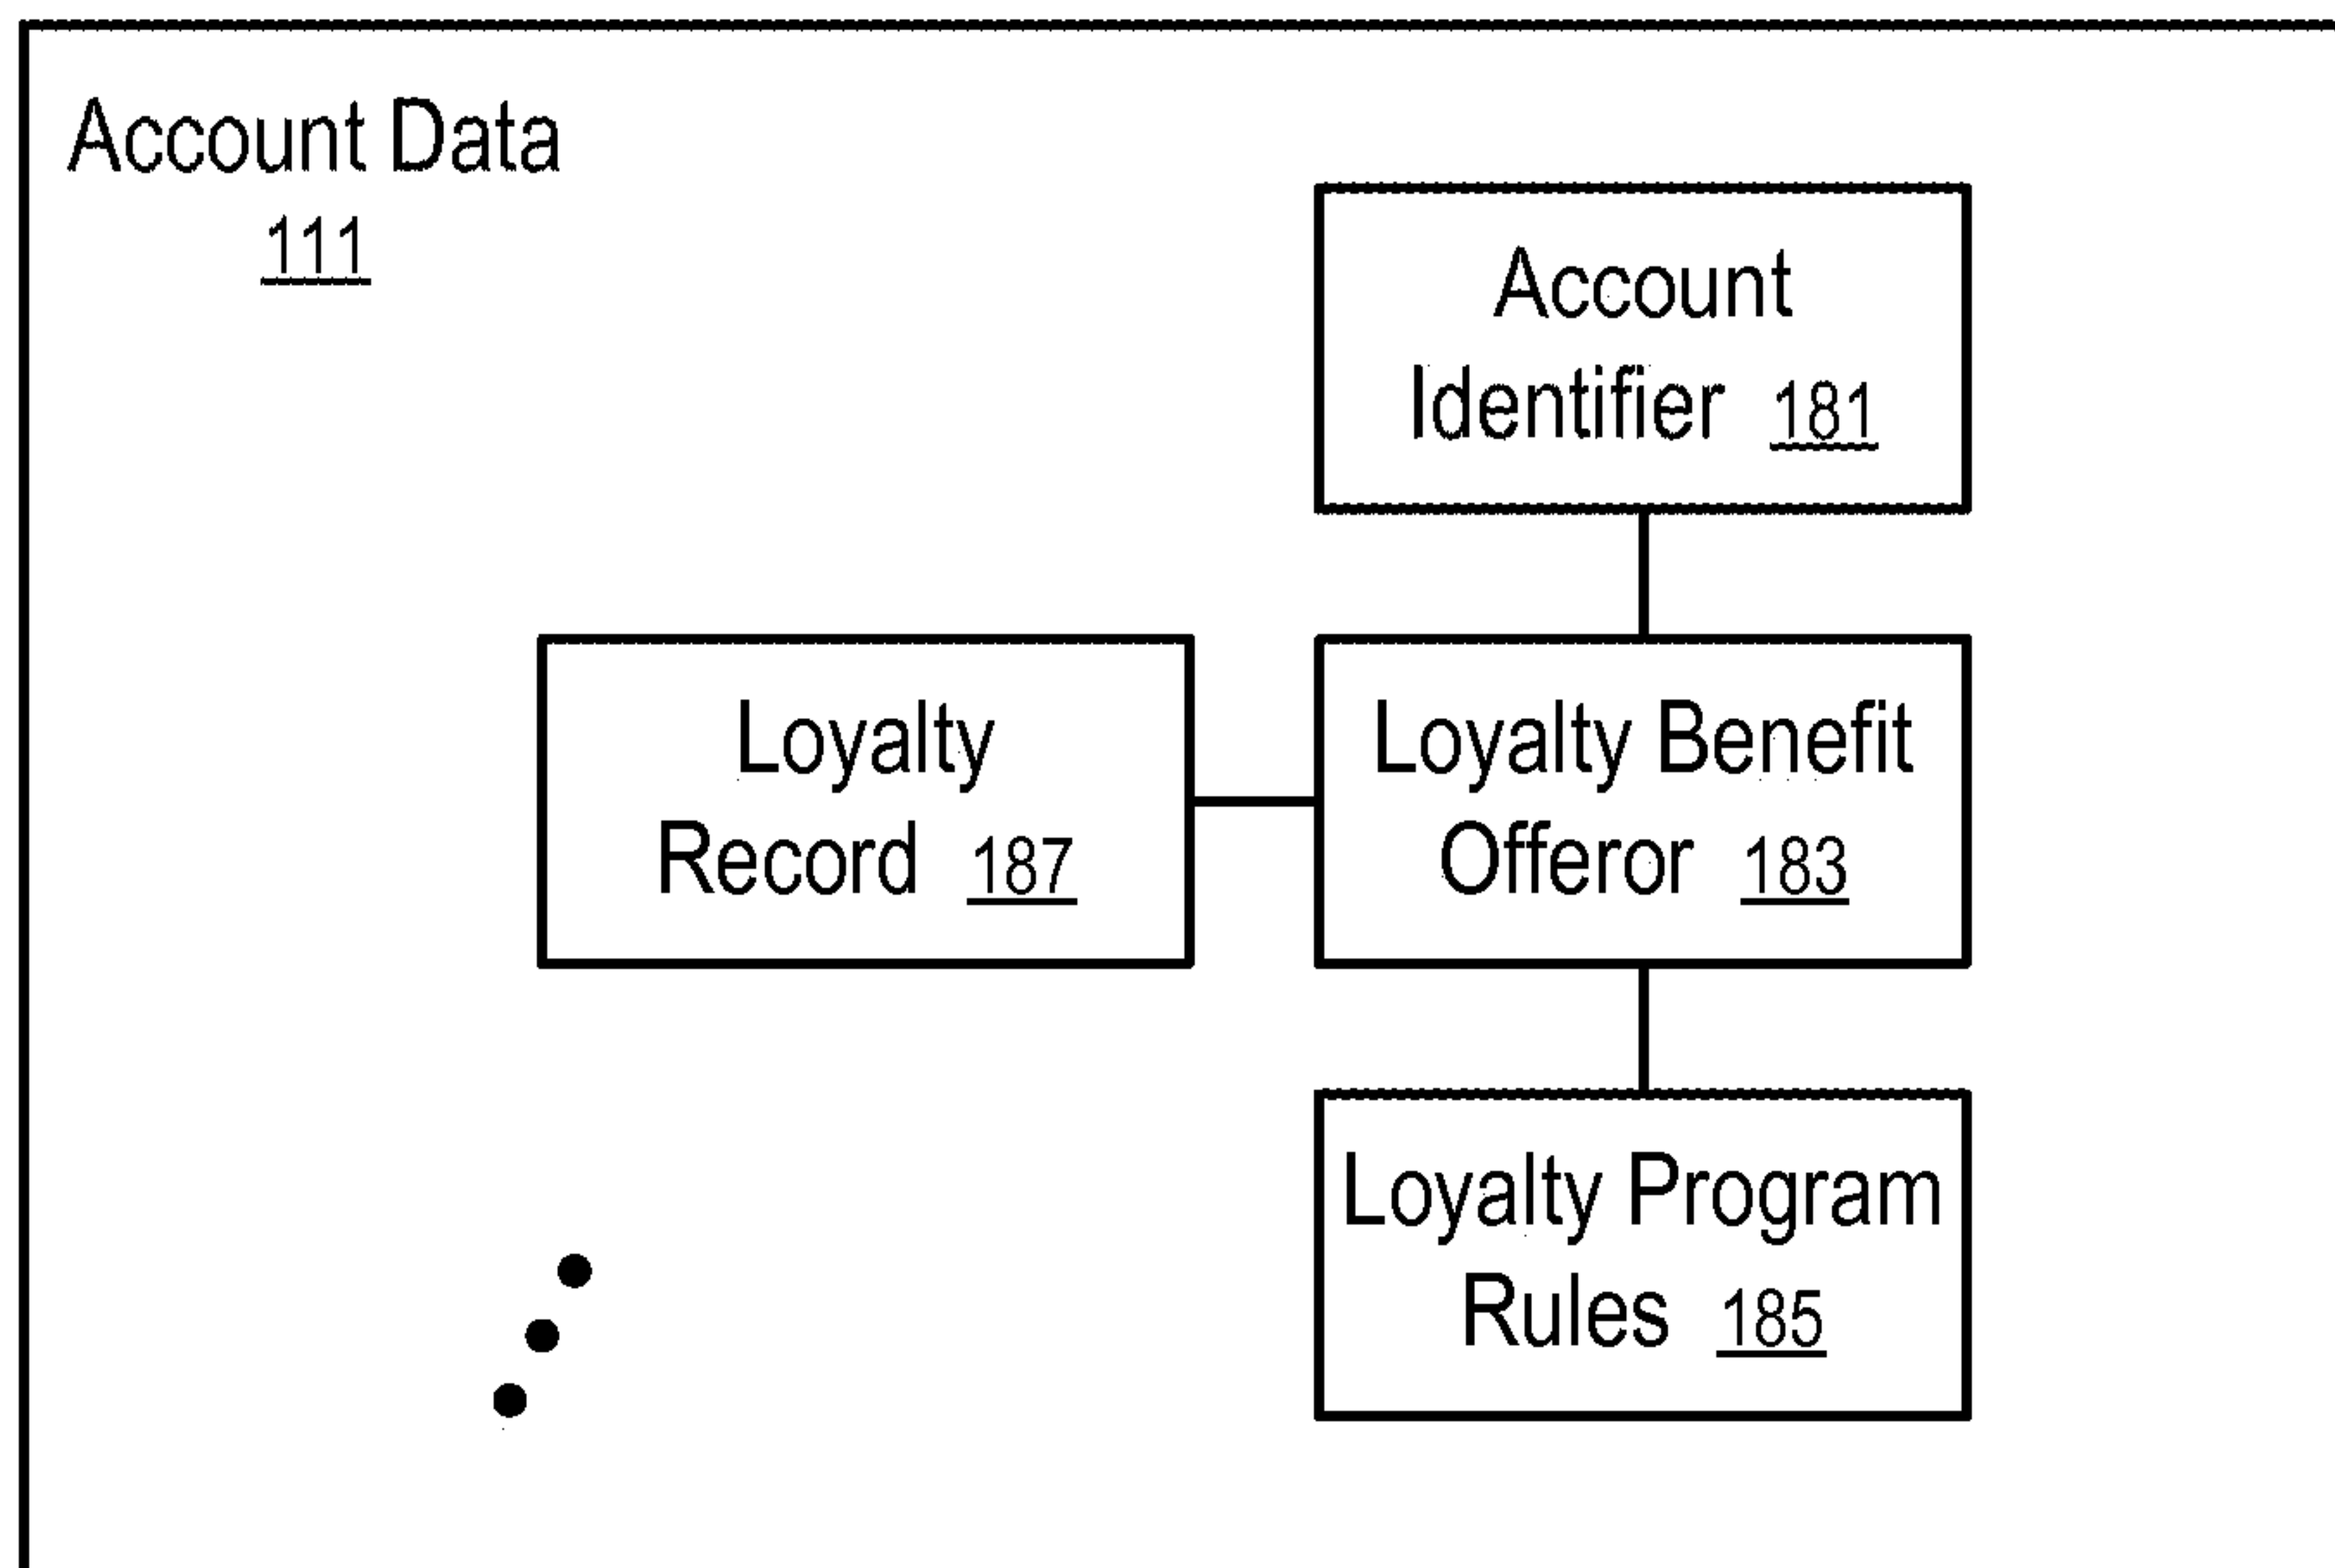 Account Data
111
Account
Identifier 181
Loyalty
Record 187
Loyalty Benefit
Offeror 183
Loyalty Program
Rules 185